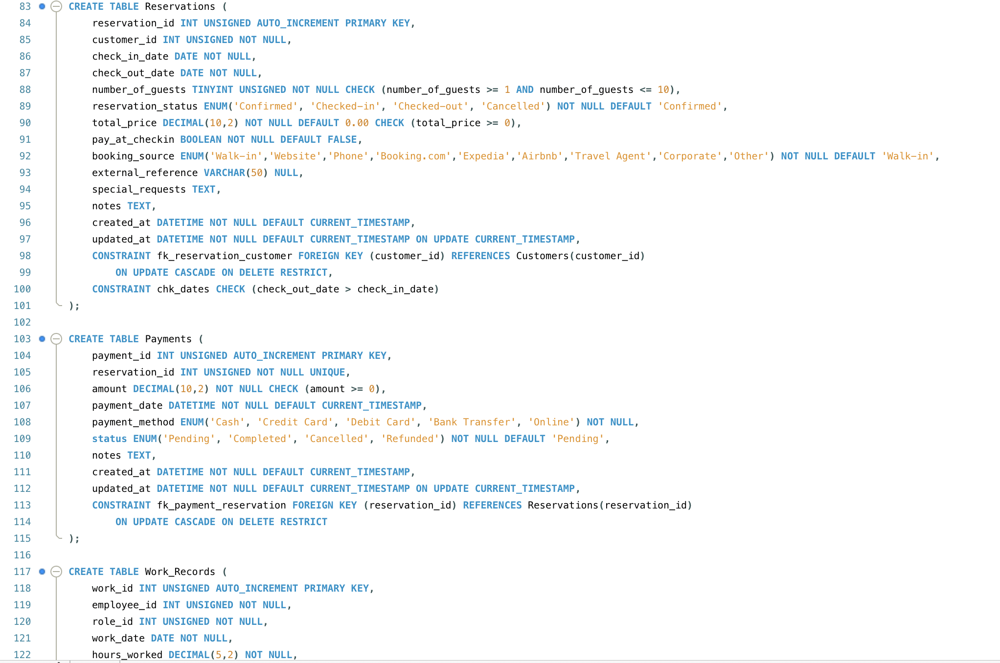 83 CREATE TABLE Reservations (
84 reservation_id INT UNSIGNED AUTO_INCREMENT PRIMARY KEY,
85 customer_id INT UNSIGNED NOT NULL,
86 check_in_date DATE NOT NULL,
87 check_out_date DATE NOT NULL,
88 number_of_guests TINYINT UNSIGNED NOT NULL CHECK (number_of_guests >= 1 AND number_of_guests <= 10),
89 reservation_status ENUM('Confirmed', 'Checked-in', 'Checked-out', 'Cancelled') NOT NULL DEFAULT 'Confirmed',
90 total_price DECIMAL(10,2) NOT NULL DEFAULT 0.00 CHECK (total_price >= 0),
91 pay_at_checkin BOOLEAN NOT NULL DEFAULT FALSE,
92 booking_source ENUM('Walk-in','Website','Phone','Booking.com','Expedia','Airbnb','Travel Agent','Corporate','Other') NOT NULL DEFAULT 'Walk-in',
93 external_reference VARCHAR(50) NULL,
94 special_requests TEXT,
95 notes TEXT,
96 created_at DATETIME NOT NULL DEFAULT CURRENT_TIMESTAMP,
97 updated_at DATETIME NOT NULL DEFAULT CURRENT_TIMESTAMP ON UPDATE CURRENT_TIMESTAMP,
98 CONSTRAINT fk_reservation_customer FOREIGN KEY (customer_id) REFERENCES Customers(customer_id)
99 ON UPDATE CASCADE ON DELETE RESTRICT,
100 CONSTRAINT chk_dates CHECK (check_out_date > check_in_date)
101 );
102
103 CREATE TABLE Payments (
104 payment_id INT UNSIGNED AUTO_INCREMENT PRIMARY KEY,
105 reservation_id INT UNSIGNED NOT NULL UNIQUE,
106 amount DECIMAL(10,2) NOT NULL CHECK (amount >= 0),
107 payment_date DATETIME NOT NULL DEFAULT CURRENT_TIMESTAMP,
108 payment_method ENUM('Cash', 'Credit Card', 'Debit Card', 'Bank Transfer', 'Online') NOT NULL,
109 status ENUM('Pending', 'Completed', 'Cancelled', 'Refunded') NOT NULL DEFAULT 'Pending',
110 notes TEXT,
111 created_at DATETIME NOT NULL DEFAULT CURRENT_TIMESTAMP,
112 updated_at DATETIME NOT NULL DEFAULT CURRENT_TIMESTAMP ON UPDATE CURRENT_TIMESTAMP,
113 CONSTRAINT fk_payment_reservation FOREIGN KEY (reservation_id) REFERENCES Reservations(reservation_id)
114 ON UPDATE CASCADE ON DELETE RESTRICT
115 );
116
117 CREATE TABLE Work_Records (
118 work_id INT UNSIGNED AUTO_INCREMENT PRIMARY KEY,
119 employee_id INT UNSIGNED NOT NULL,
120 role_id INT UNSIGNED NOT NULL,
121 work_date DATE NOT NULL,
122 hours_worked DECIMAL(5,2) NOT NULL,